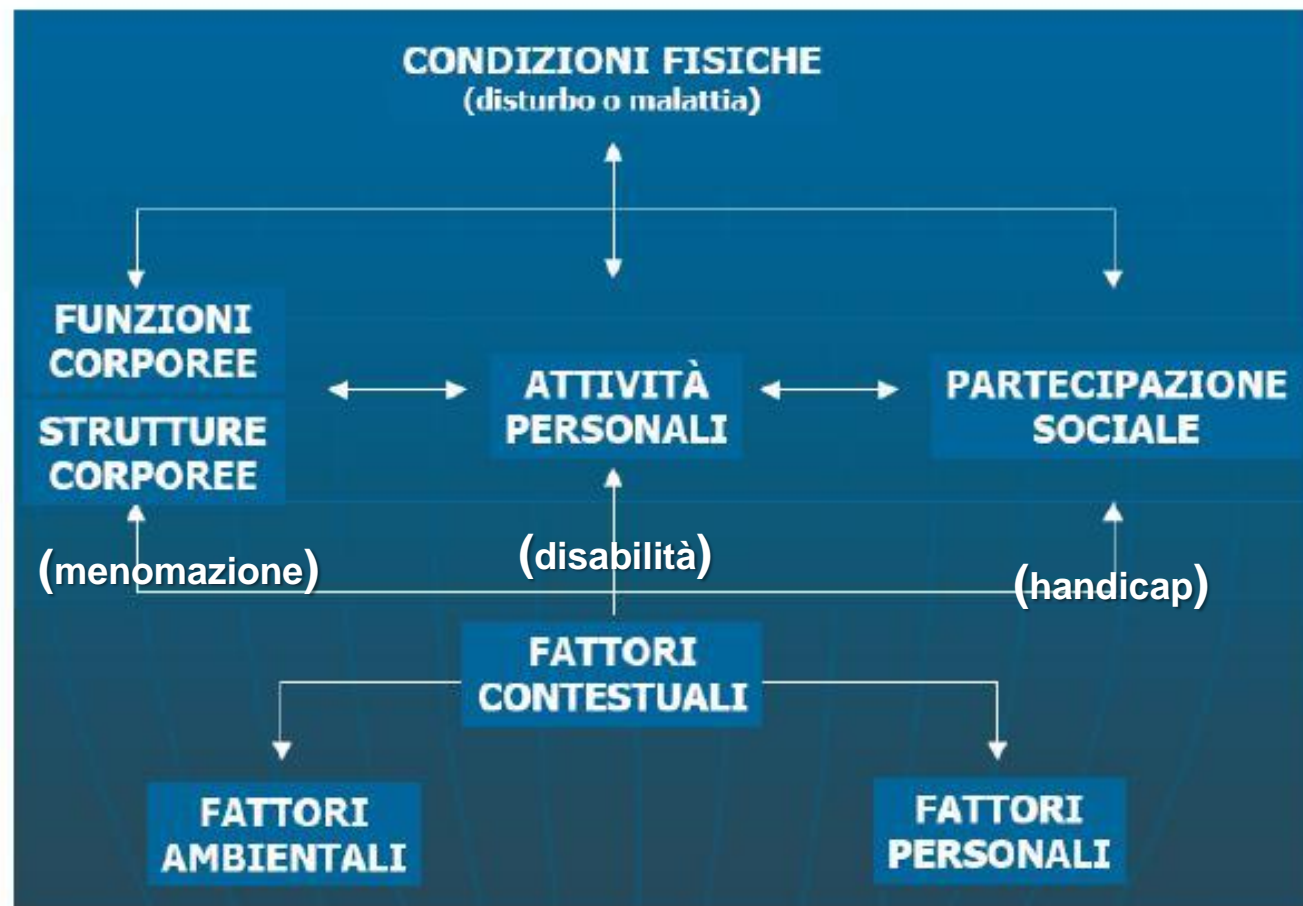 CONDIZIONI FISICHE
(disturbo o malattia)
FUNZIONI
CORPOREE
STRUTTURE
CORPOREE
ATTIVITÀ
PERSONALI
PARTECIPAZIONE
SOCIALE
(menomazione)
(disabilità)
(handicap)
FATTORI
CONTESTUALI
FATTORI
AMBIENTALI
FATTORI
PERSONALI